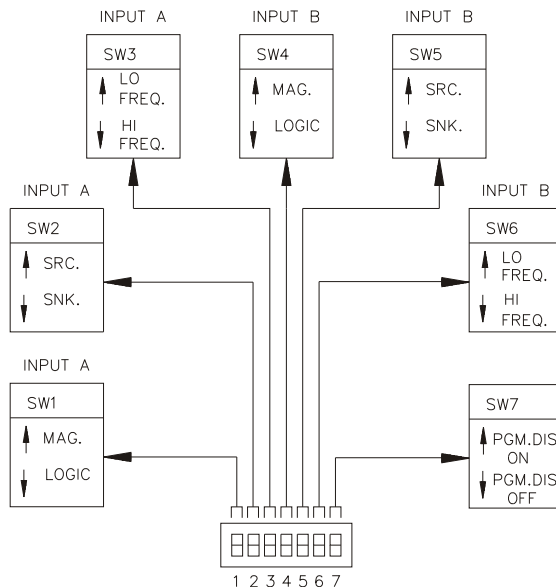 INPUT A
SW3
LO
FREQ.
HI
FREQ.
INPUT B
SW4
MAG.
LOGIC
INPUT B
SW5
SRC.
SNK.
INPUT A
SW2
SRC.
SNK.
INPUT B
SW6
LO
FREQ.
HI
FREQ.
INPUT A
SW1
MAG.
LOGIC
SW7
PGM.DIS
ON
PGM.DIS
OFF
1 2 3 4 5 6 7